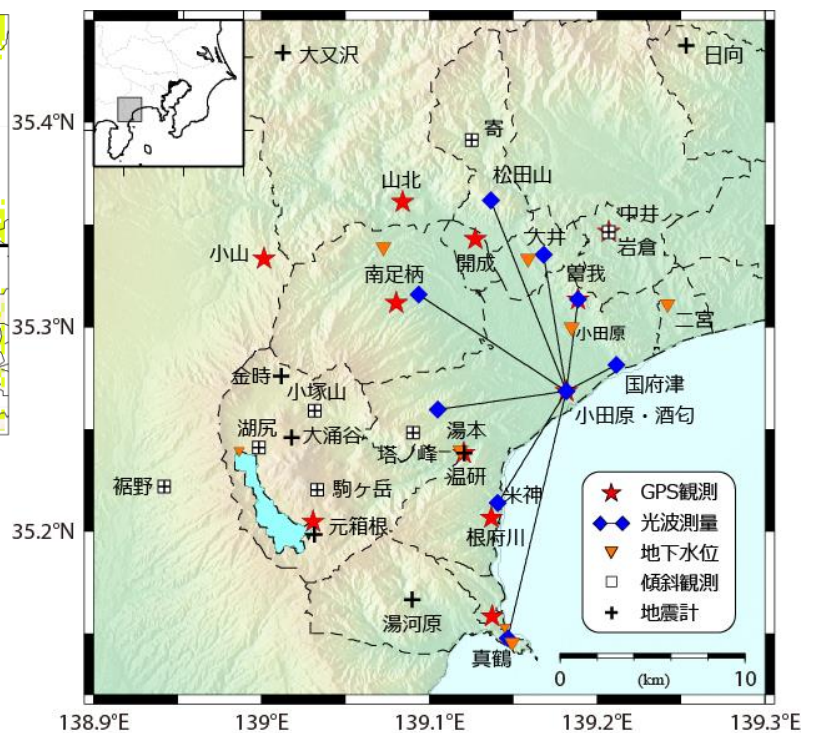 大又沢
日向
35.4°N
寄
松田山
山北
中井
大井
岩倉
小山
開成
曽我
南足柄
35.3°N
小田原
二宮
金時
小塚山
国府津
小田原・酒匂
湖尻
大涌谷
湯本
塔ノ峰
温研
裾野
駒ヶ岳
米神
GPS観測
元箱根
35.2°N
根府川
光波測量
地下水位
傾斜観測
湯河原
地震計
真鶴
0 (km) 10
138.9°E 139°E 139.1°E 139.2°E 139.3°E